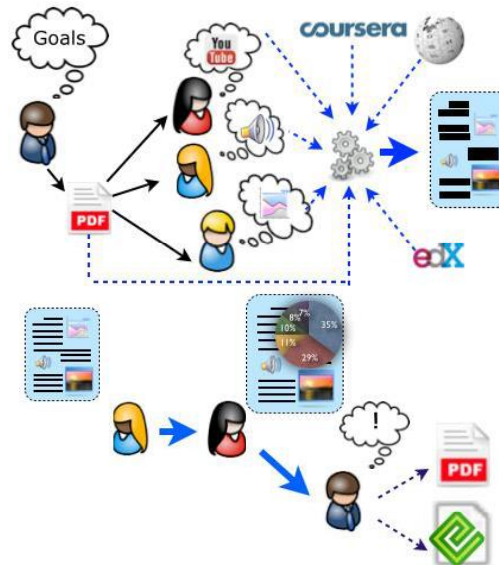 Goals
You
Tube
coursera
PDF
edX
7%
8%
35%
10%
11%
29%
!
PDF